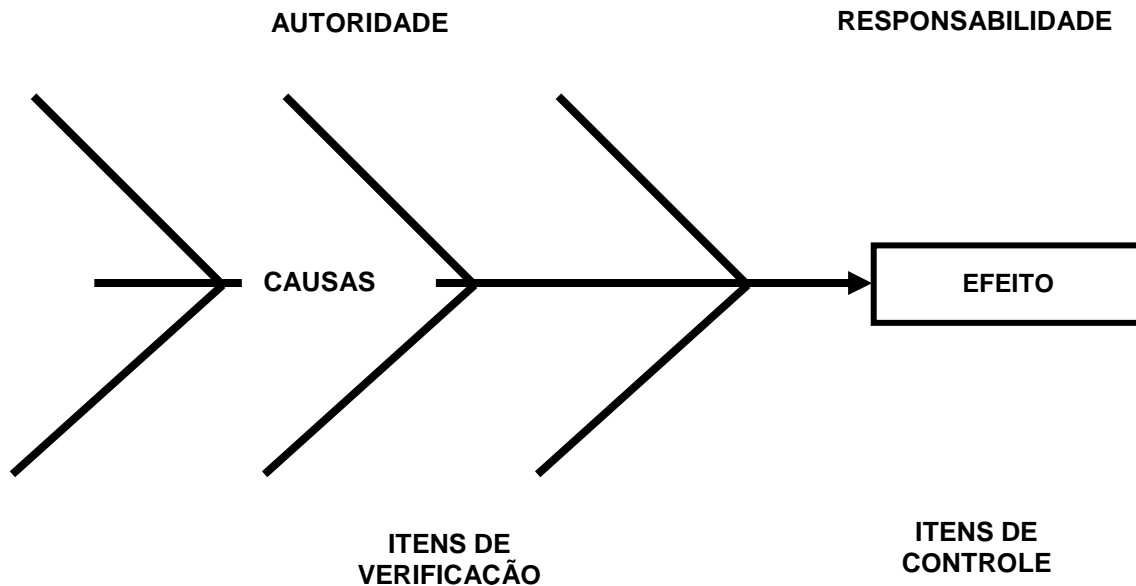 AUTORIDADE
RESPONSABILIDADE
CAUSAS
EFEITO
ITENS DE
VERIFICAÇÃO
ITENS DE
CONTROLE